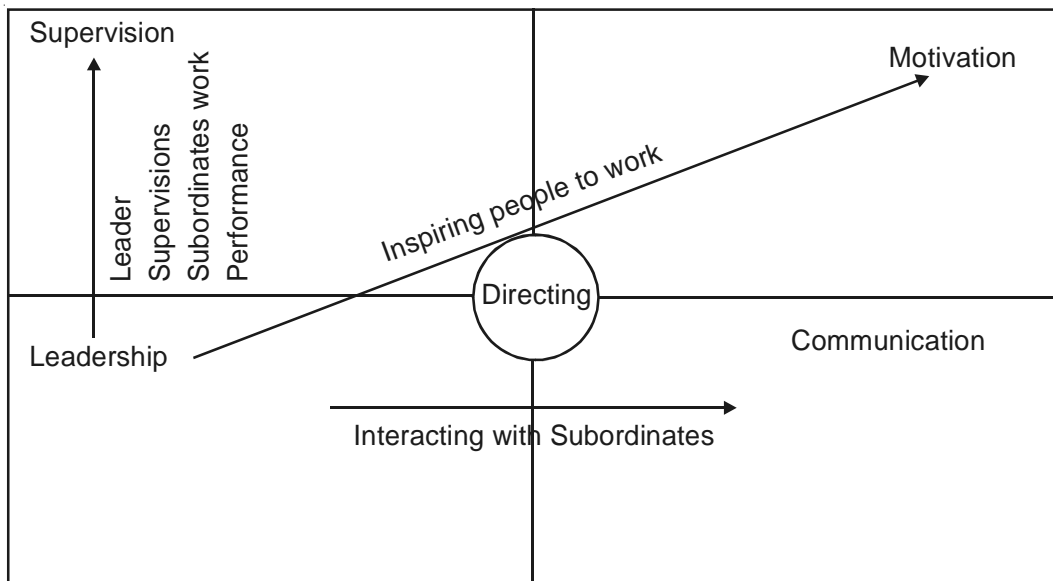 Supervision
Leader
Supervisions
Subordinates work
Performance
Motivation
Inspiring people to work
Directing
Leadership
Communication
Interacting with Subordinates